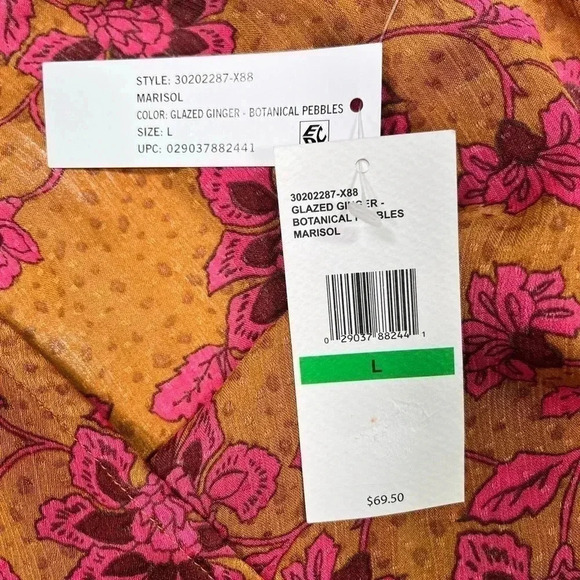 STYLE: 30202287-X88
MARISOL
COLOR: GLAZED GINGER - BOTANICAL PEBBLES
SIZE: L
UPC: 029037882441
30202287-X88
GLAZED GINGER -
BOTANICAL
MARISOL
0 29037 88244 1
L
$69.50